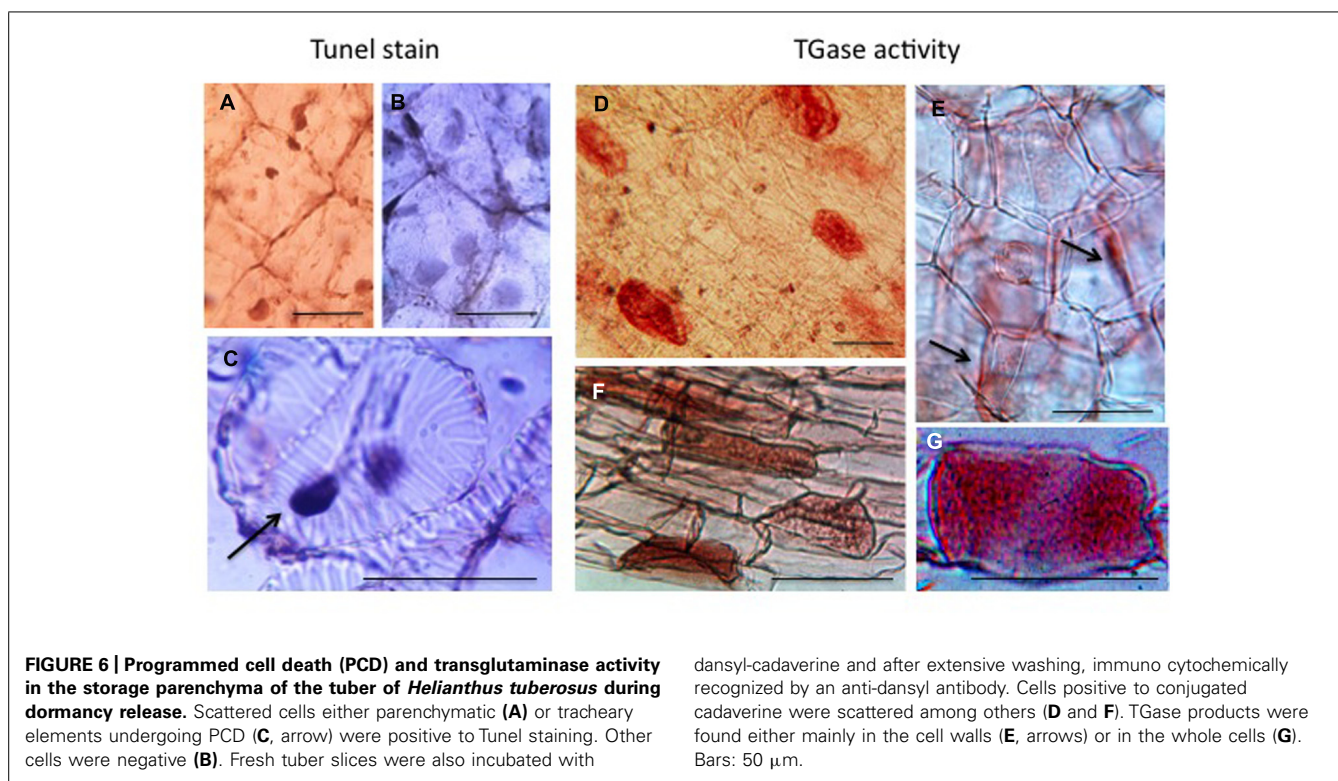 Tunel stain
TGase activity
A
B
C
D
E
F
G
FIGURE 6 | Programmed cell death (PCD) and transglutaminase activity
in the storage parenchyma of the tuber of Helianthus tuberosus during
dormancy release. Scattered cells either parenchymatic (A) or tracheary
elements undergoing PCD (C, arrow) were positive to Tunel staining. Other
cells were negative (B). Fresh tuber slices were also incubated with
dansyl-cadaverine and after extensive washing, immuno cytochemically
recognized by an anti-dansyl antibody. Cells positive to conjugated
cadaverine were scattered among others (D and F). TGase products were
found either mainly in the cell walls (E, arrows) or in the whole cells (G).
Bars: 50 μm.